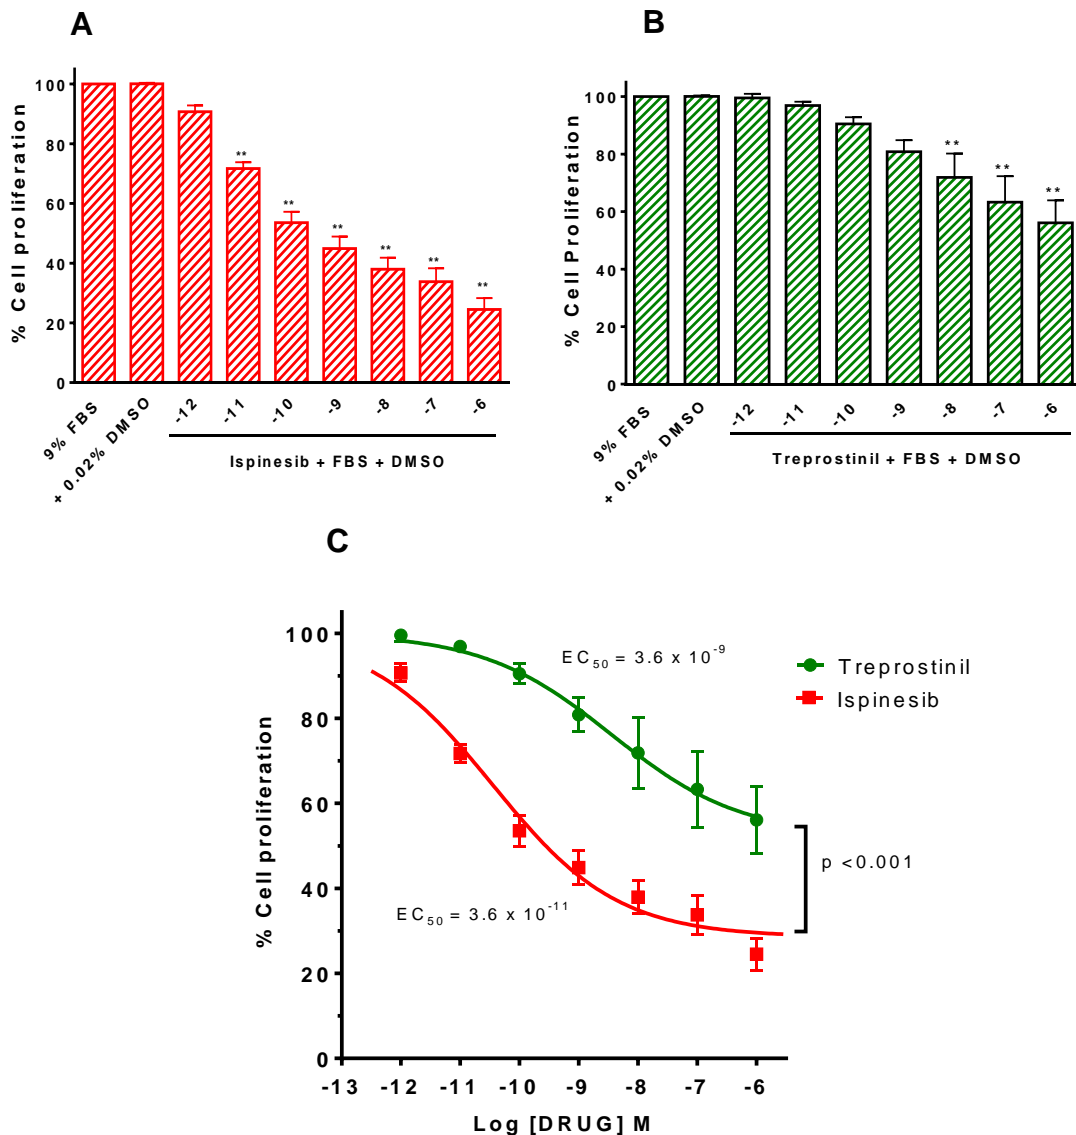 A
% Cell proliferation
100
80
60
40
20
0
**
**
**
**
**
**
9% FBS
+ 0.02% DMSO
-12
-11
-10
-9
-8
-7
-6
Ispinesib + FBS + DMSO
B
% Cell Proliferation
100
80
60
40
20
0
**
**
**
9% FBS
+ 0.02% DMSO
-12
-11
-10
-9
-8
-7
-6
Treprostinil + FBS + DMSO
C
% Cell proliferation
100
80
60
40
20
0
EC50 = 3.6 x 10-9
EC50 = 3.6 x 10-11
Treprostinil
Ispinesib
p <0.001
-13
-12
-11
-10
-9
-8
-7
-6
Log [DRUG] M